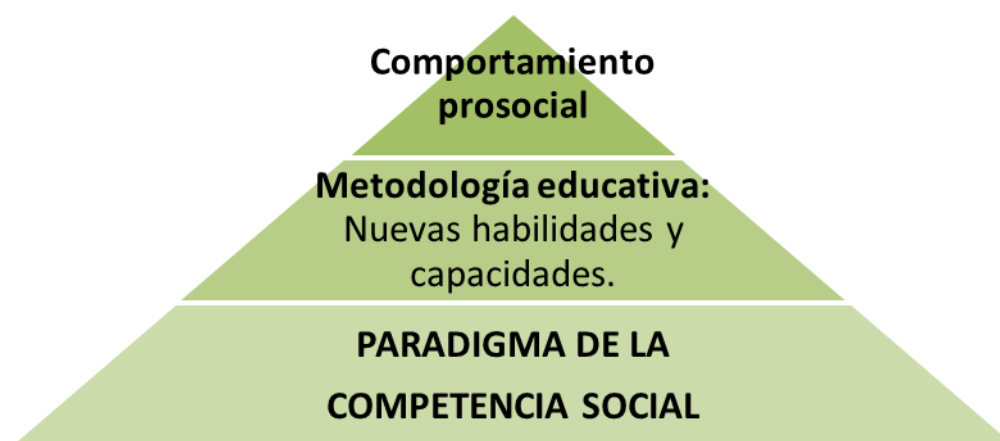 Comportamiento
prosocial
Metodología educativa:
Nuevas habilidades y
capacidades.
PARADIGMA DE LA
COMPETENCIA SOCIAL